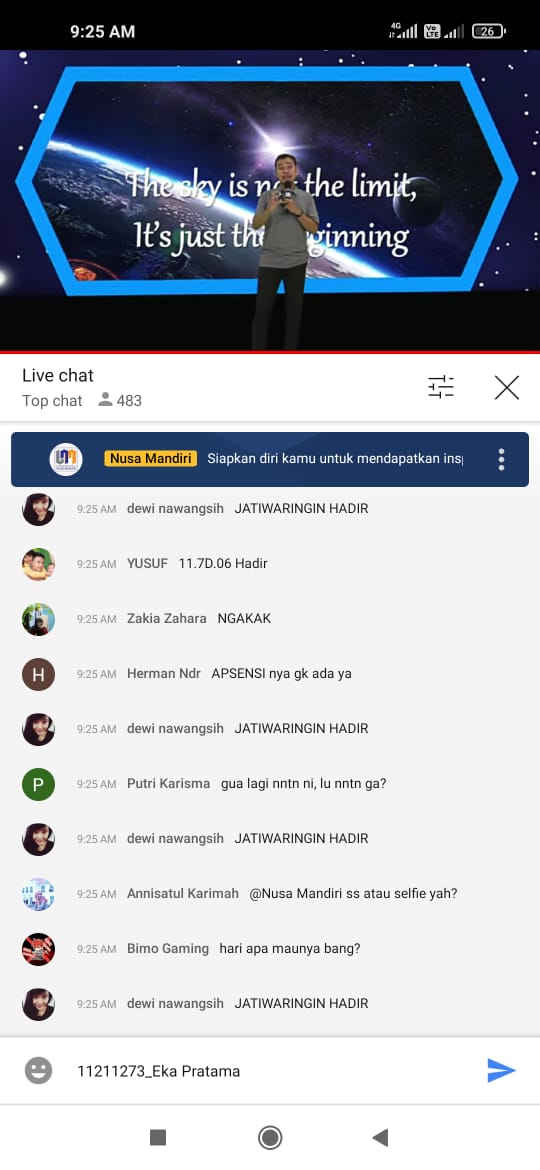 9:25 AM
4G
Vo
LTE
26
The sky is n the limit,
It's just th ginning
Live chat
Top chat 483
Nusa Mandiri Siapkan diri kamu untuk mendapatkan insp
9:25 AM dewi nawangsih JATIWARINGIN HADIR
9:25 AM YUSUF 11.7D.06 Hadir
9:25 AM Zakia Zahara NGAKAK
H
9:25 AM Herman Ndr APSENSI nya gk ada ya
9:25 AM dewi nawangsih JATIWARINGIN HADIR
P
9:25 AM Putri Karisma gua lagi nntn ni, lu nntn ga?
9:25 AM dewi nawangsih JATIWARINGIN HADIR
9:25 AM Annisatul Karimah @Nusa Mandiri ss atau selfie yah?
9:25 AM Bimo Gaming hari apa maunya bang?
9:25 AM dewi nawangsih JATIWARINGIN HADIR
11211273_Eka Pratama